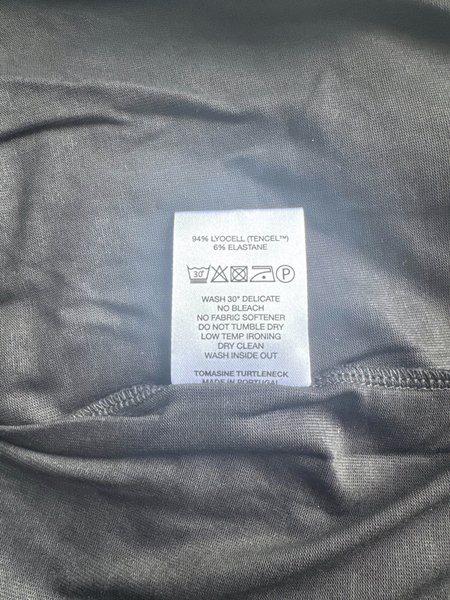 94% LYOCELL (TENCEL™)
6% ELASTANE
30°
P
WASH 30° DELICATE
NO BLEACH
NO FABRIC SOFTENER
DO NOT TUMBLE DRY
LOW TEMP IRONING
DRY CLEAN
WASH INSIDE OUT
TOMASINE TURTLENECK
MADE IN PORTUGAL